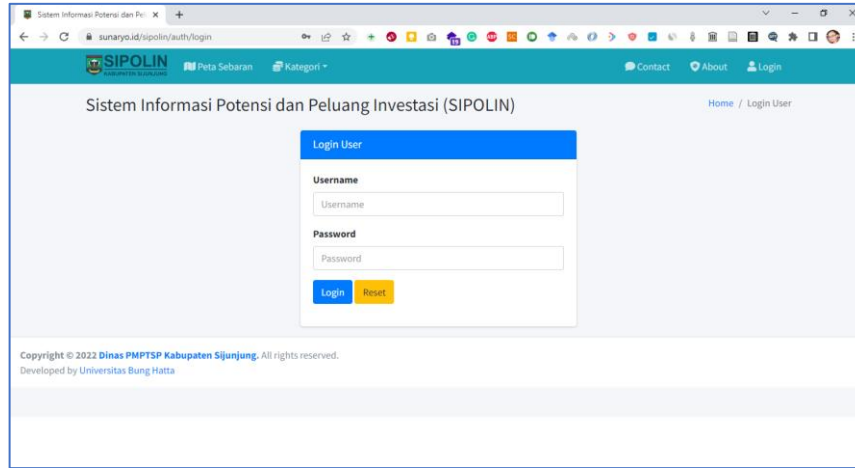 Sistem Informasi Potensi dan Pel
sunaryo.id/sipolin/auth/login
SIPOLIN
KABUPATEN SIJUNJUNG
Peta Sebaran
Kategori
Contact
About
Login
Sistem Informasi Potensi dan Peluang Investasi (SIPOLIN)
Home / Login User
Login User
Username
Username
Password
Password
Login
Reset
Copyright © 2022 Dinas PMPTSP Kabupaten Sijunjung. All rights reserved.
Developed by Universitas Bung Hatta